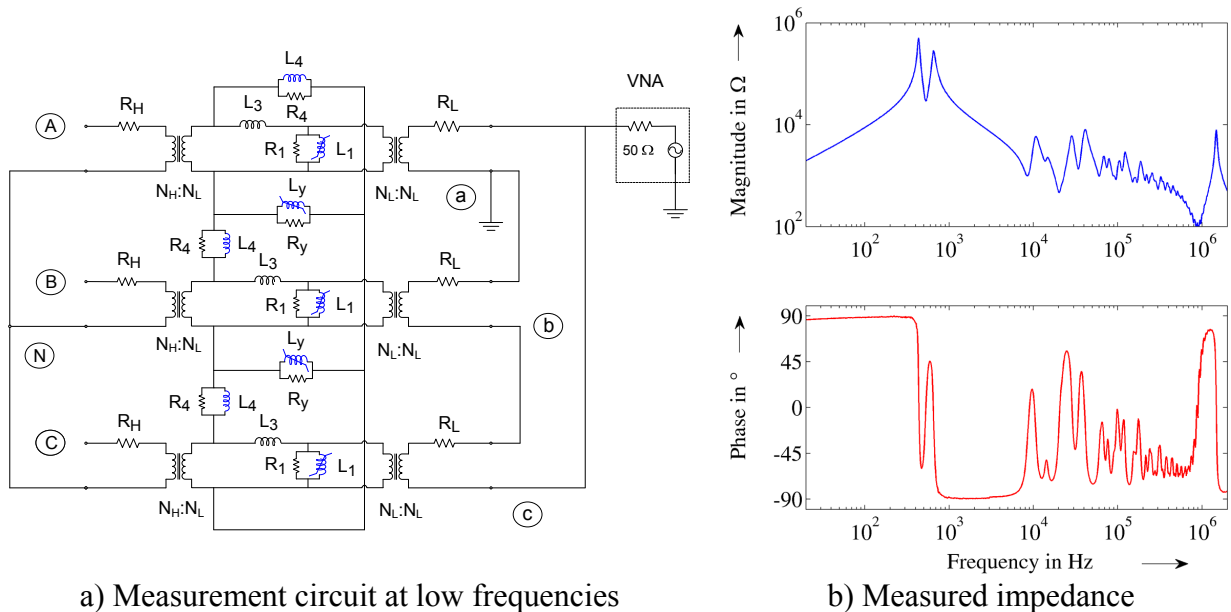 L4
R4
VNA
A
RH
L3
RL
R1
L1
50 Ω
NH:NL
NL:NL
a
Ly
Ry
R4
L4
B
RH
L3
RL
R1
L1
N
NH:NL
NL:NL
b
Ly
Ry
R4
L4
C
RH
L3
RL
R1
L1
NH:NL
NL:NL
c
a) Measurement circuit at low frequencies
Magnitude in Ω
10^6
10^4
10^2
10^2 10^3 10^4 10^5 10^6
Phase in °
90
45
0
-45
-90
10^2 10^3 10^4 10^5 10^6
Frequency in Hz
b) Measured impedance